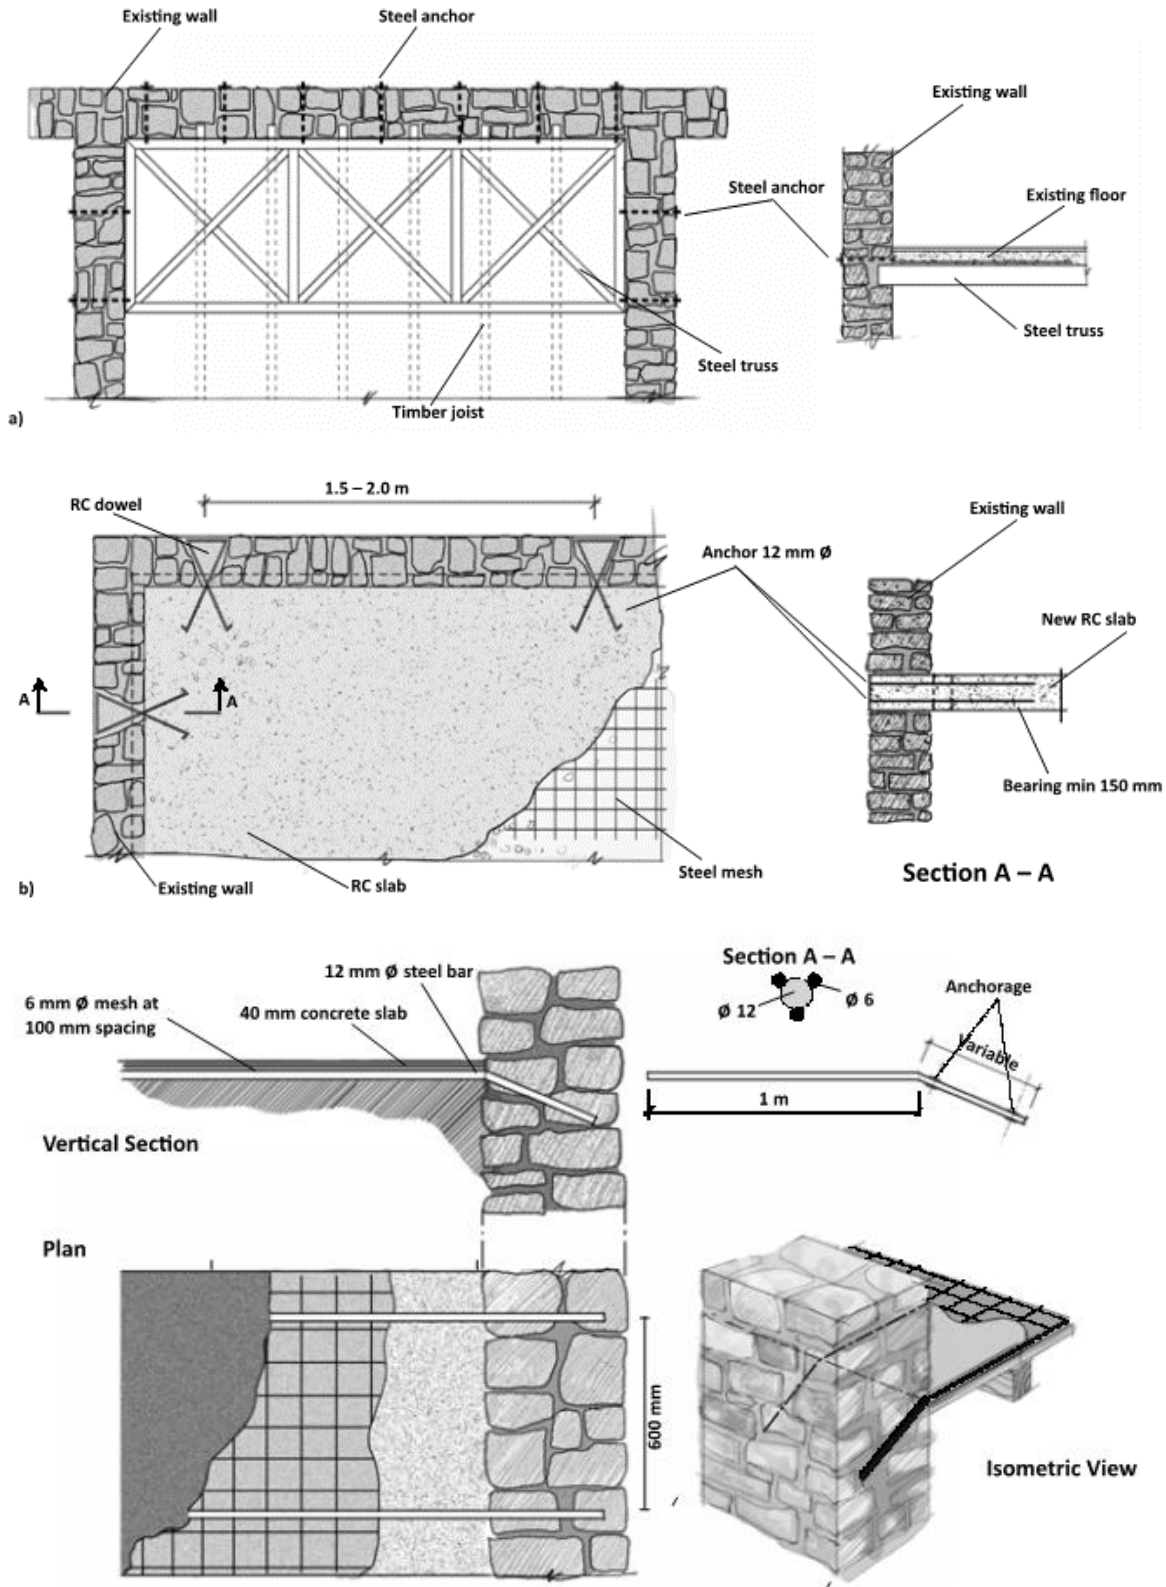 Existing wall
Steel anchor
Existing wall
Steel anchor
Existing floor
Steel truss
Steel truss
Timber joist
a)
1.5 – 2.0 m
RC dowel
Existing wall
Anchor 12 mm Ø
New RC slab
A
A
Bearing min 150 mm
Steel mesh
Existing wall
RC slab
Section A – A
b)
12 mm Ø steel bar
6 mm Ø mesh at
100 mm spacing
40 mm concrete slab
Section A – A
Ø 12
Ø 6
Anchorage
Variable
1 m
Vertical Section
Plan
600 mm
Isometric View